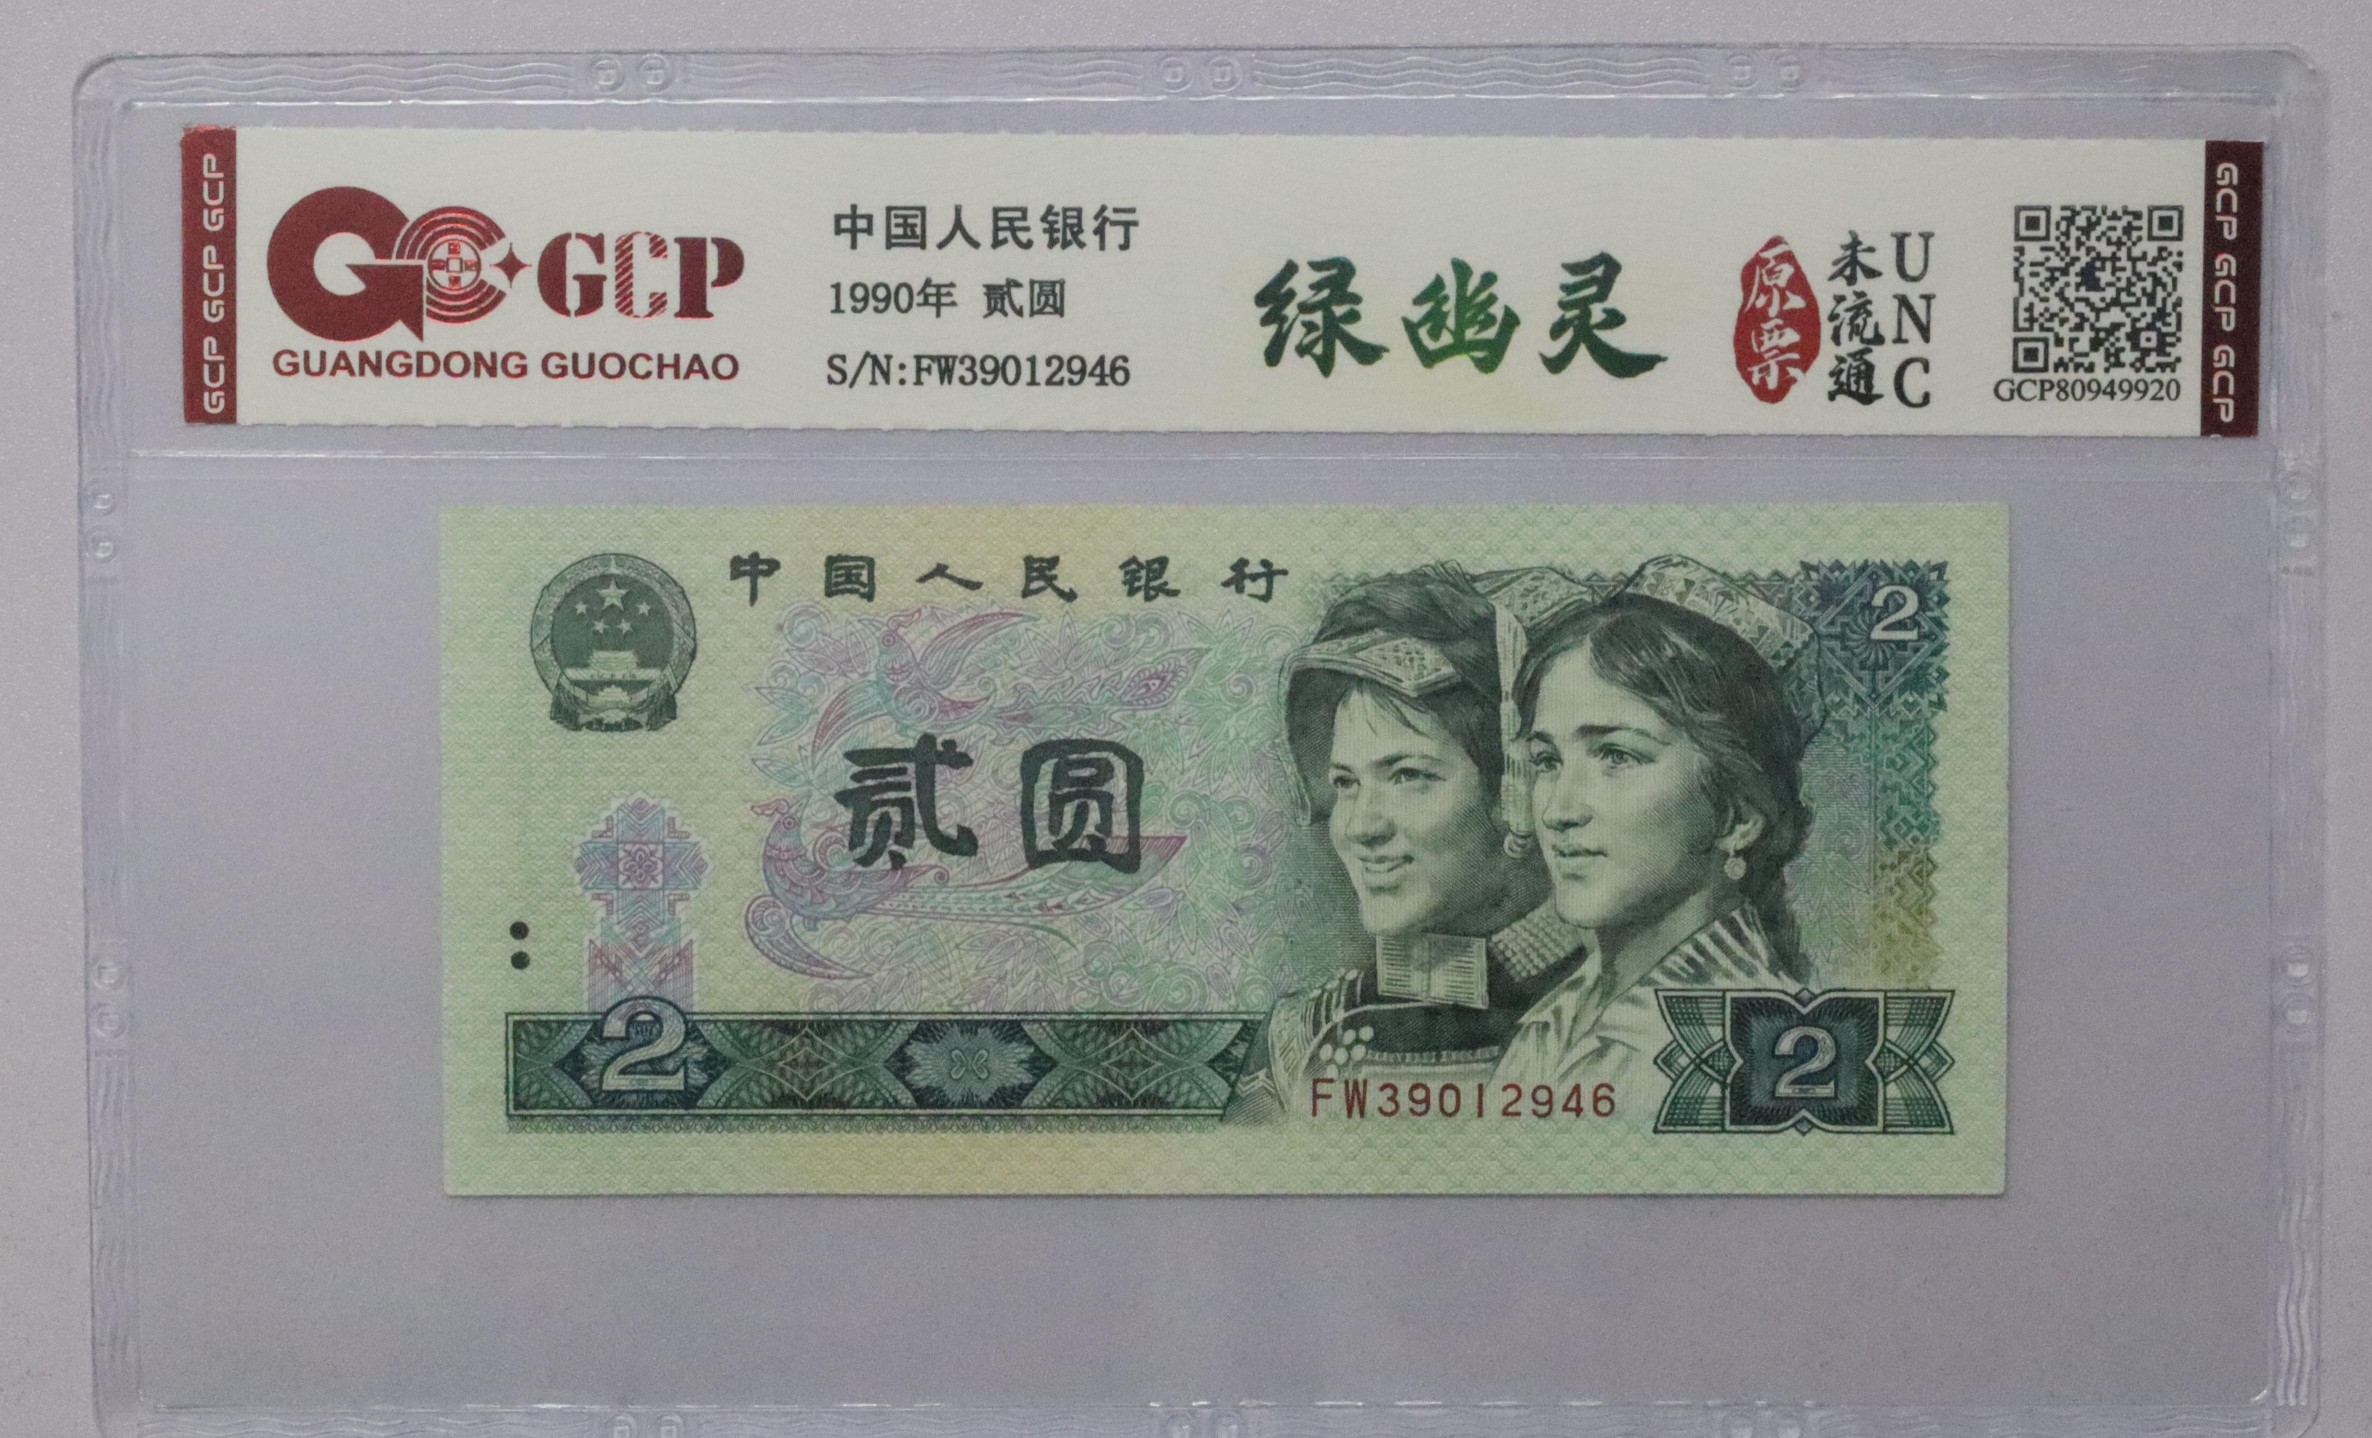 GCP GCP GCP
GCP
GUANGDONG GUOCHAO
中国人民银行
1990年 贰圆
S/N:FW39012946
绿幽灵
原票
未流通
UNC
GCP80949920
GCP GCP GCP
中国人民银行
2
贰圆
2
FW39012946
2